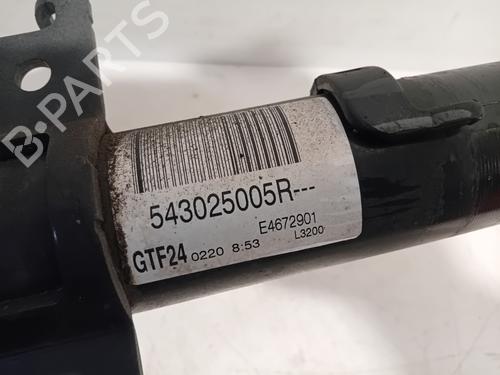 B-PARTS
543025005R---
E4672901
GTF24 0220 8:53 L3200